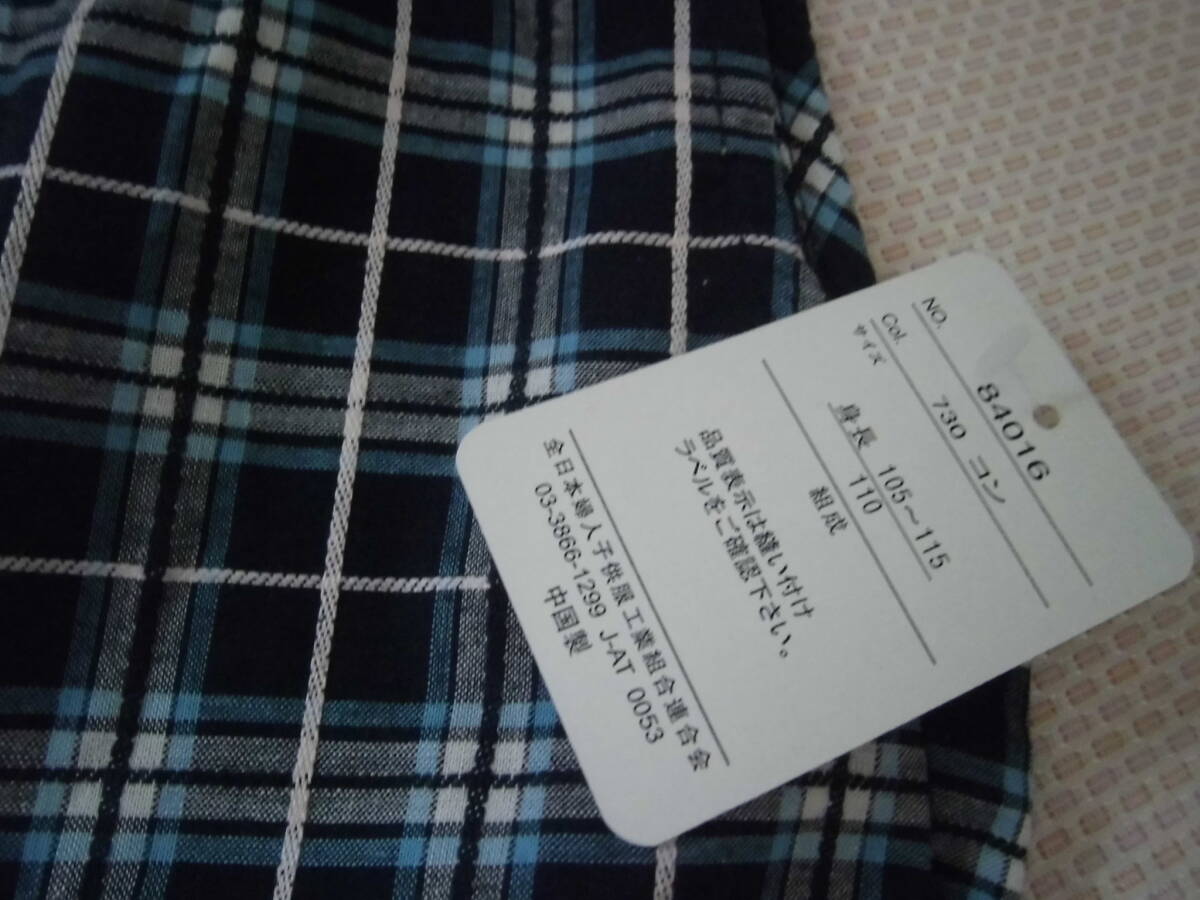 NO. 84016
Col. 730 コン
サイズ
身長 105～115
110
組成
品質表示は縫い付け
ラベルをご確認下さい。
全日本婦人子供服工業組合連合会
03-3866-1299 J-AT 0053
中国製